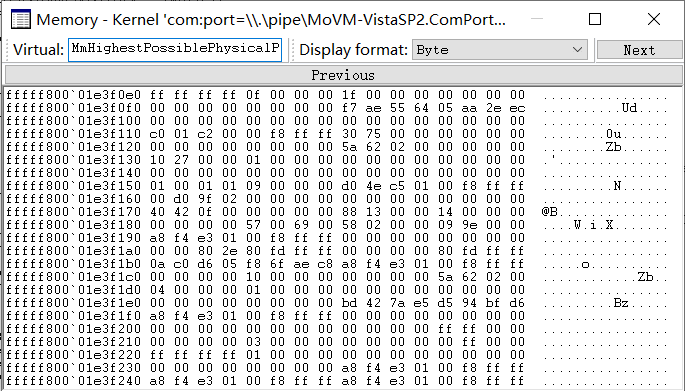 Memory - Kernel 'com:port=\\.\pipe\MoVM-VistaSP2.ComPort...
Virtual: MmHighestPossiblePhysicalP Display format: Byte Next
Previous
fffff800`01e3f0e0 ff ff ff ff 0f 00 00 00 1f 00 00 00 00 00 00 00 ................
fffff800`01e3f0f0 00 00 00 00 00 00 00 00 f7 ae 55 64 05 aa 2e ec ..........Ud....
fffff800`01e3f100 00 00 00 00 00 00 00 00 00 00 00 00 00 00 00 00 ................
fffff800`01e3f110 c0 01 c2 00 00 f8 ff ff 30 75 00 00 00 00 00 00 ........0u......
fffff800`01e3f120 00 00 00 00 00 00 00 00 5a 62 02 00 00 00 00 00 ........Zb......
fffff800`01e3f130 10 27 00 00 01 00 00 00 00 00 00 00 00 00 00 00 .'..............
fffff800`01e3f140 00 00 00 00 00 00 00 00 00 00 00 00 00 00 00 00 ................
fffff800`01e3f150 01 00 01 01 09 00 00 00 d0 4e c5 01 00 f8 ff ff .........N......
fffff800`01e3f160 00 d0 9f 02 00 00 00 00 00 00 00 00 00 00 00 00 ................
fffff800`01e3f170 40 42 0f 00 00 00 00 00 88 13 00 00 14 00 00 00 @B..............
fffff800`01e3f180 00 00 00 00 57 00 69 00 58 02 00 00 00 09 9e 00 ....W.i.X.......
fffff800`01e3f190 a8 f4 e3 01 00 f8 ff ff 00 00 00 00 00 00 00 00 ................
fffff800`01e3f1a0 00 00 80 2e 80 fd ff ff 00 00 00 00 80 fd ff ff ................
fffff800`01e3f1b0 0a c0 d6 05 f8 6f ae c8 a8 f4 e3 01 00 f8 ff ff .....o..........
fffff800`01e3f1c0 00 00 00 00 10 00 00 00 00 00 00 00 5a 62 02 00 ............Zb..
fffff800`01e3f1d0 04 00 00 00 01 00 00 00 00 00 00 00 00 00 00 00 ................
fffff800`01e3f1e0 00 00 00 00 00 00 00 00 bd 42 7a e5 d5 94 bf d6 .........Bz.....
fffff800`01e3f1f0 a8 f4 e3 01 00 f8 ff ff 00 00 00 00 00 00 00 00 ................
fffff800`01e3f200 00 00 00 00 00 00 00 00 00 00 00 00 ff ff 00 00 ................
fffff800`01e3f210 00 00 00 00 03 00 00 00 00 00 00 00 00 00 00 00 ................
fffff800`01e3f220 ff ff ff ff 01 00 00 00 00 00 00 00 00 00 00 00 ................
fffff800`01e3f230 00 00 00 00 00 00 00 00 a8 f4 e3 01 00 f8 ff ff ................
fffff800`01e3f240 a8 f4 e3 01 00 f8 ff ff a8 f4 e3 01 00 f8 ff ff ................